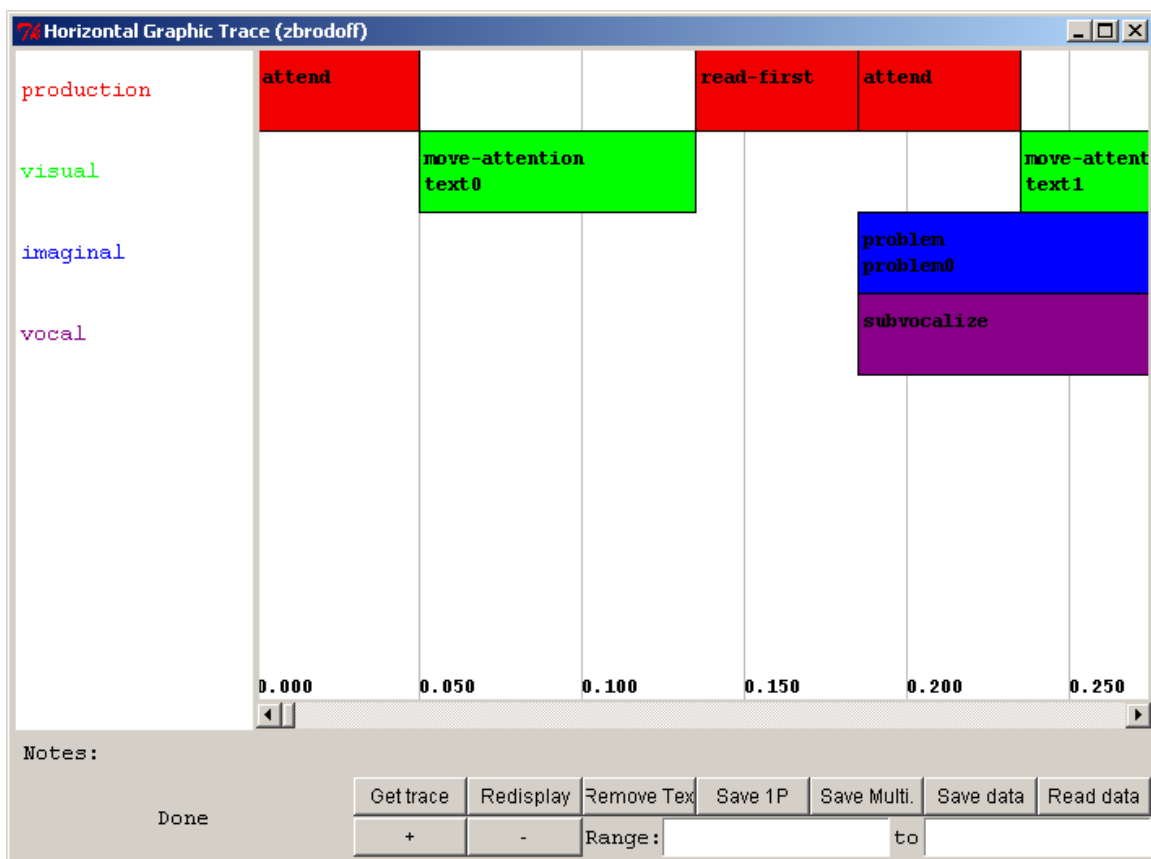 Horizontal Graphic Trace (zbrodoff)
production
attend
read-first
attend
visual
move-attention
text0
move-attent
text1
imaginal
problem
problem0
vocal
subvocalize
0.000
0.050
0.100
0.150
0.200
0.250
Notes:
Done
Get trace
Redisplay
Remove Tex
Save 1P
Save Multi.
Save data
Read data
+
-
Range:
to